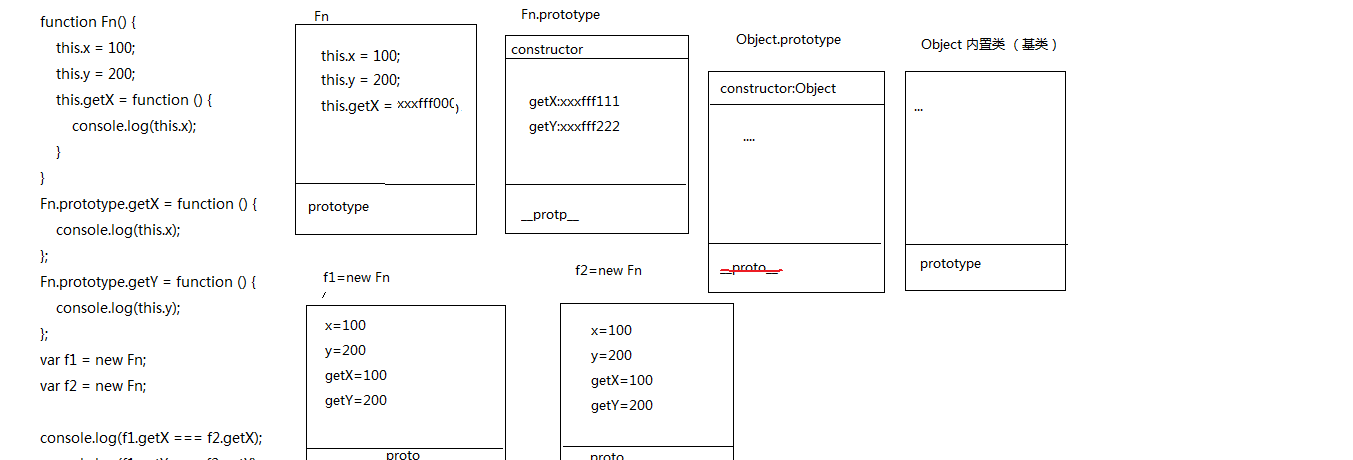 function Fn() {
this.x = 100;
this.y = 200;
this.getX = function () {
console.log(this.x);
}
}
Fn.prototype.getX = function () {
console.log(this.x);
};
Fn.prototype.getY = function () {
console.log(this.y);
};
var f1 = new Fn;
var f2 = new Fn;
console.log(f1.getX === f2.getX);
Fn
this.x = 100;
this.y = 200;
this.getX = xxxfff000
prototype
Fn.prototype
constructor
getX:xxxfff111
getY:xxxfff222
__protp__
Object.prototype
constructor:Object
....
__proto__
Object 内置类（基类）
...
prototype
f1=new Fn
x=100
y=200
getX=100
getY=200
proto
f2=new Fn
x=100
y=200
getX=100
getY=200
proto